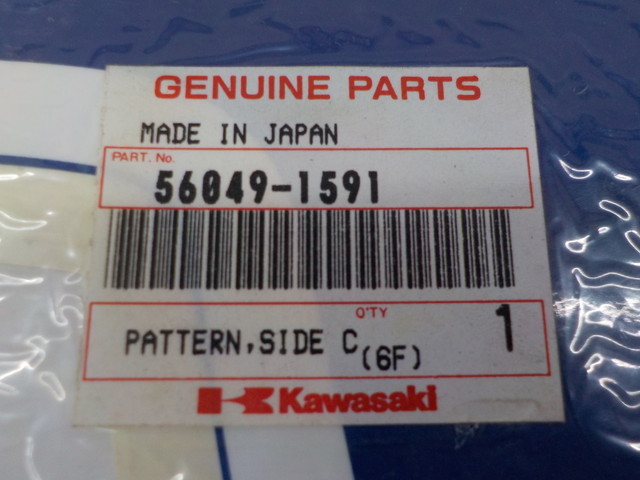 GENUINE PARTS
MADE IN JAPAN
PART. No.
56049-1591
Q'TY
PATTERN,SIDE C(6F) 1
Kawasaki